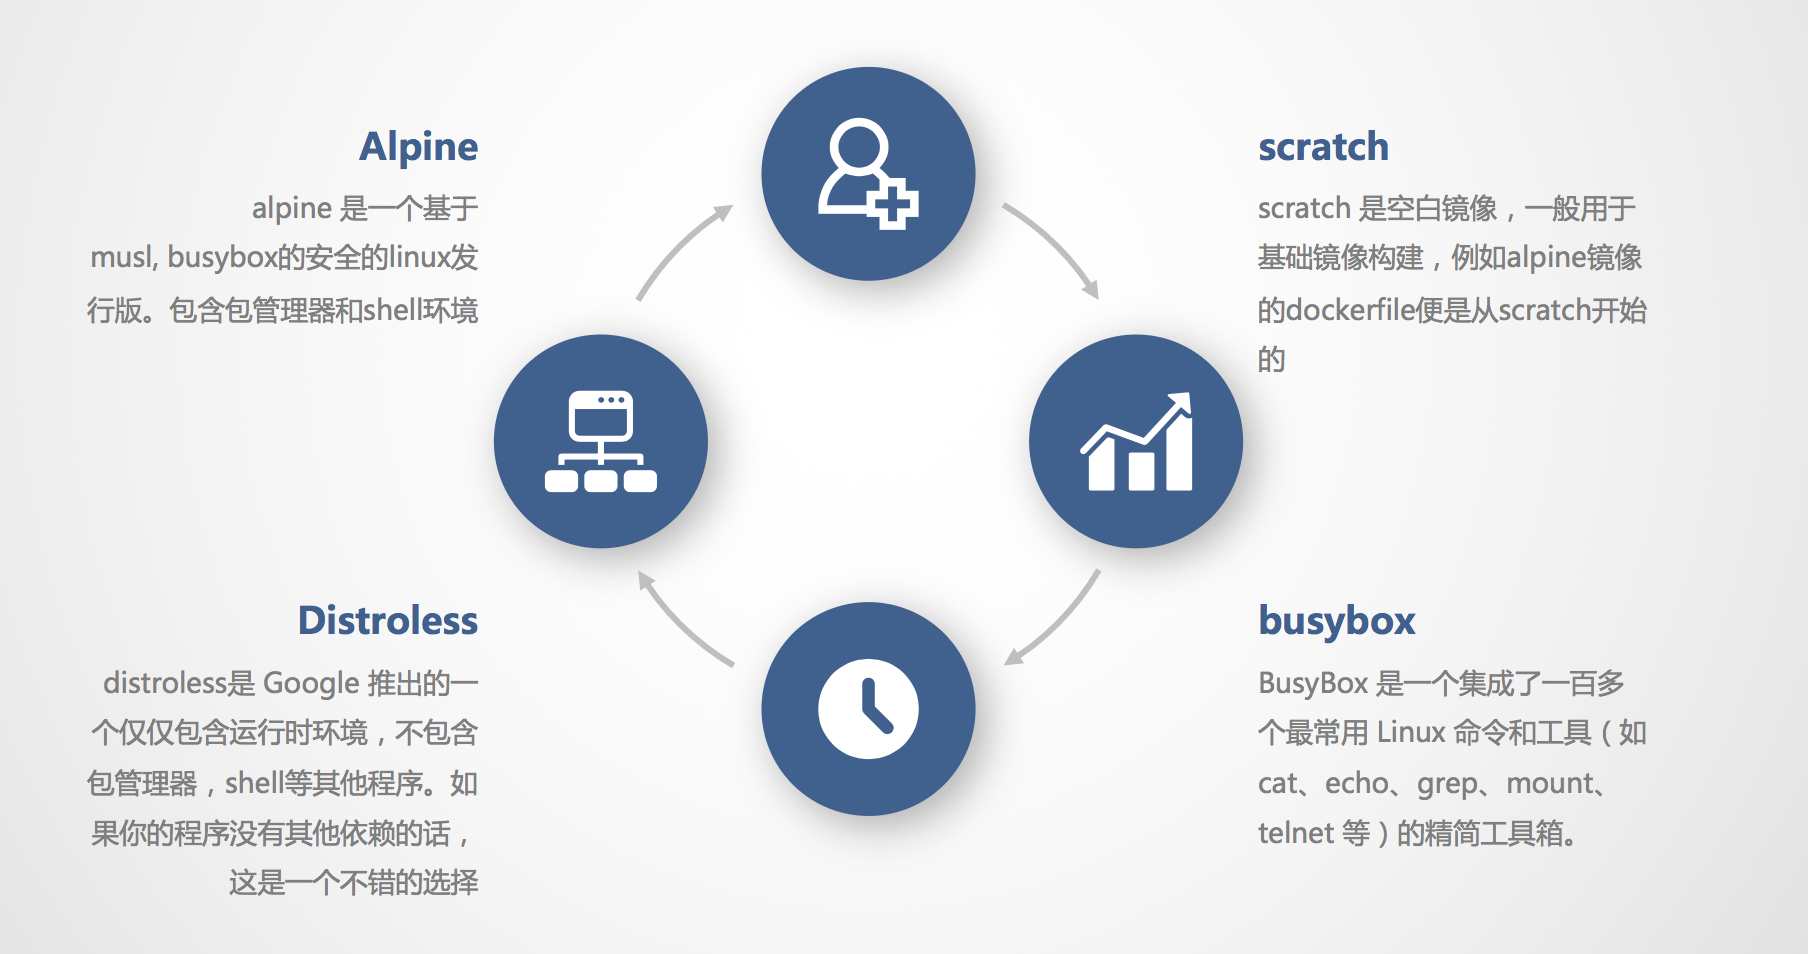 Alpine
alpine 是一个基于
musl, busybox的安全的linux发
行版。包含包管理器和shell环境
scratch
scratch 是空白镜像，一般用于
基础镜像构建，例如alpine镜像
的dockerfile便是从scratch开始
的
Distroless
distroless是 Google 推出的一
个仅仅包含运行时环境，不包含
包管理器，shell等其他程序。如
果你的程序没有其他依赖的话，
这是一个不错的选择
busybox
BusyBox 是一个集成了一百多
个最常用 Linux 命令和工具（如
cat、echo、grep、mount、
telnet 等）的精简工具箱。